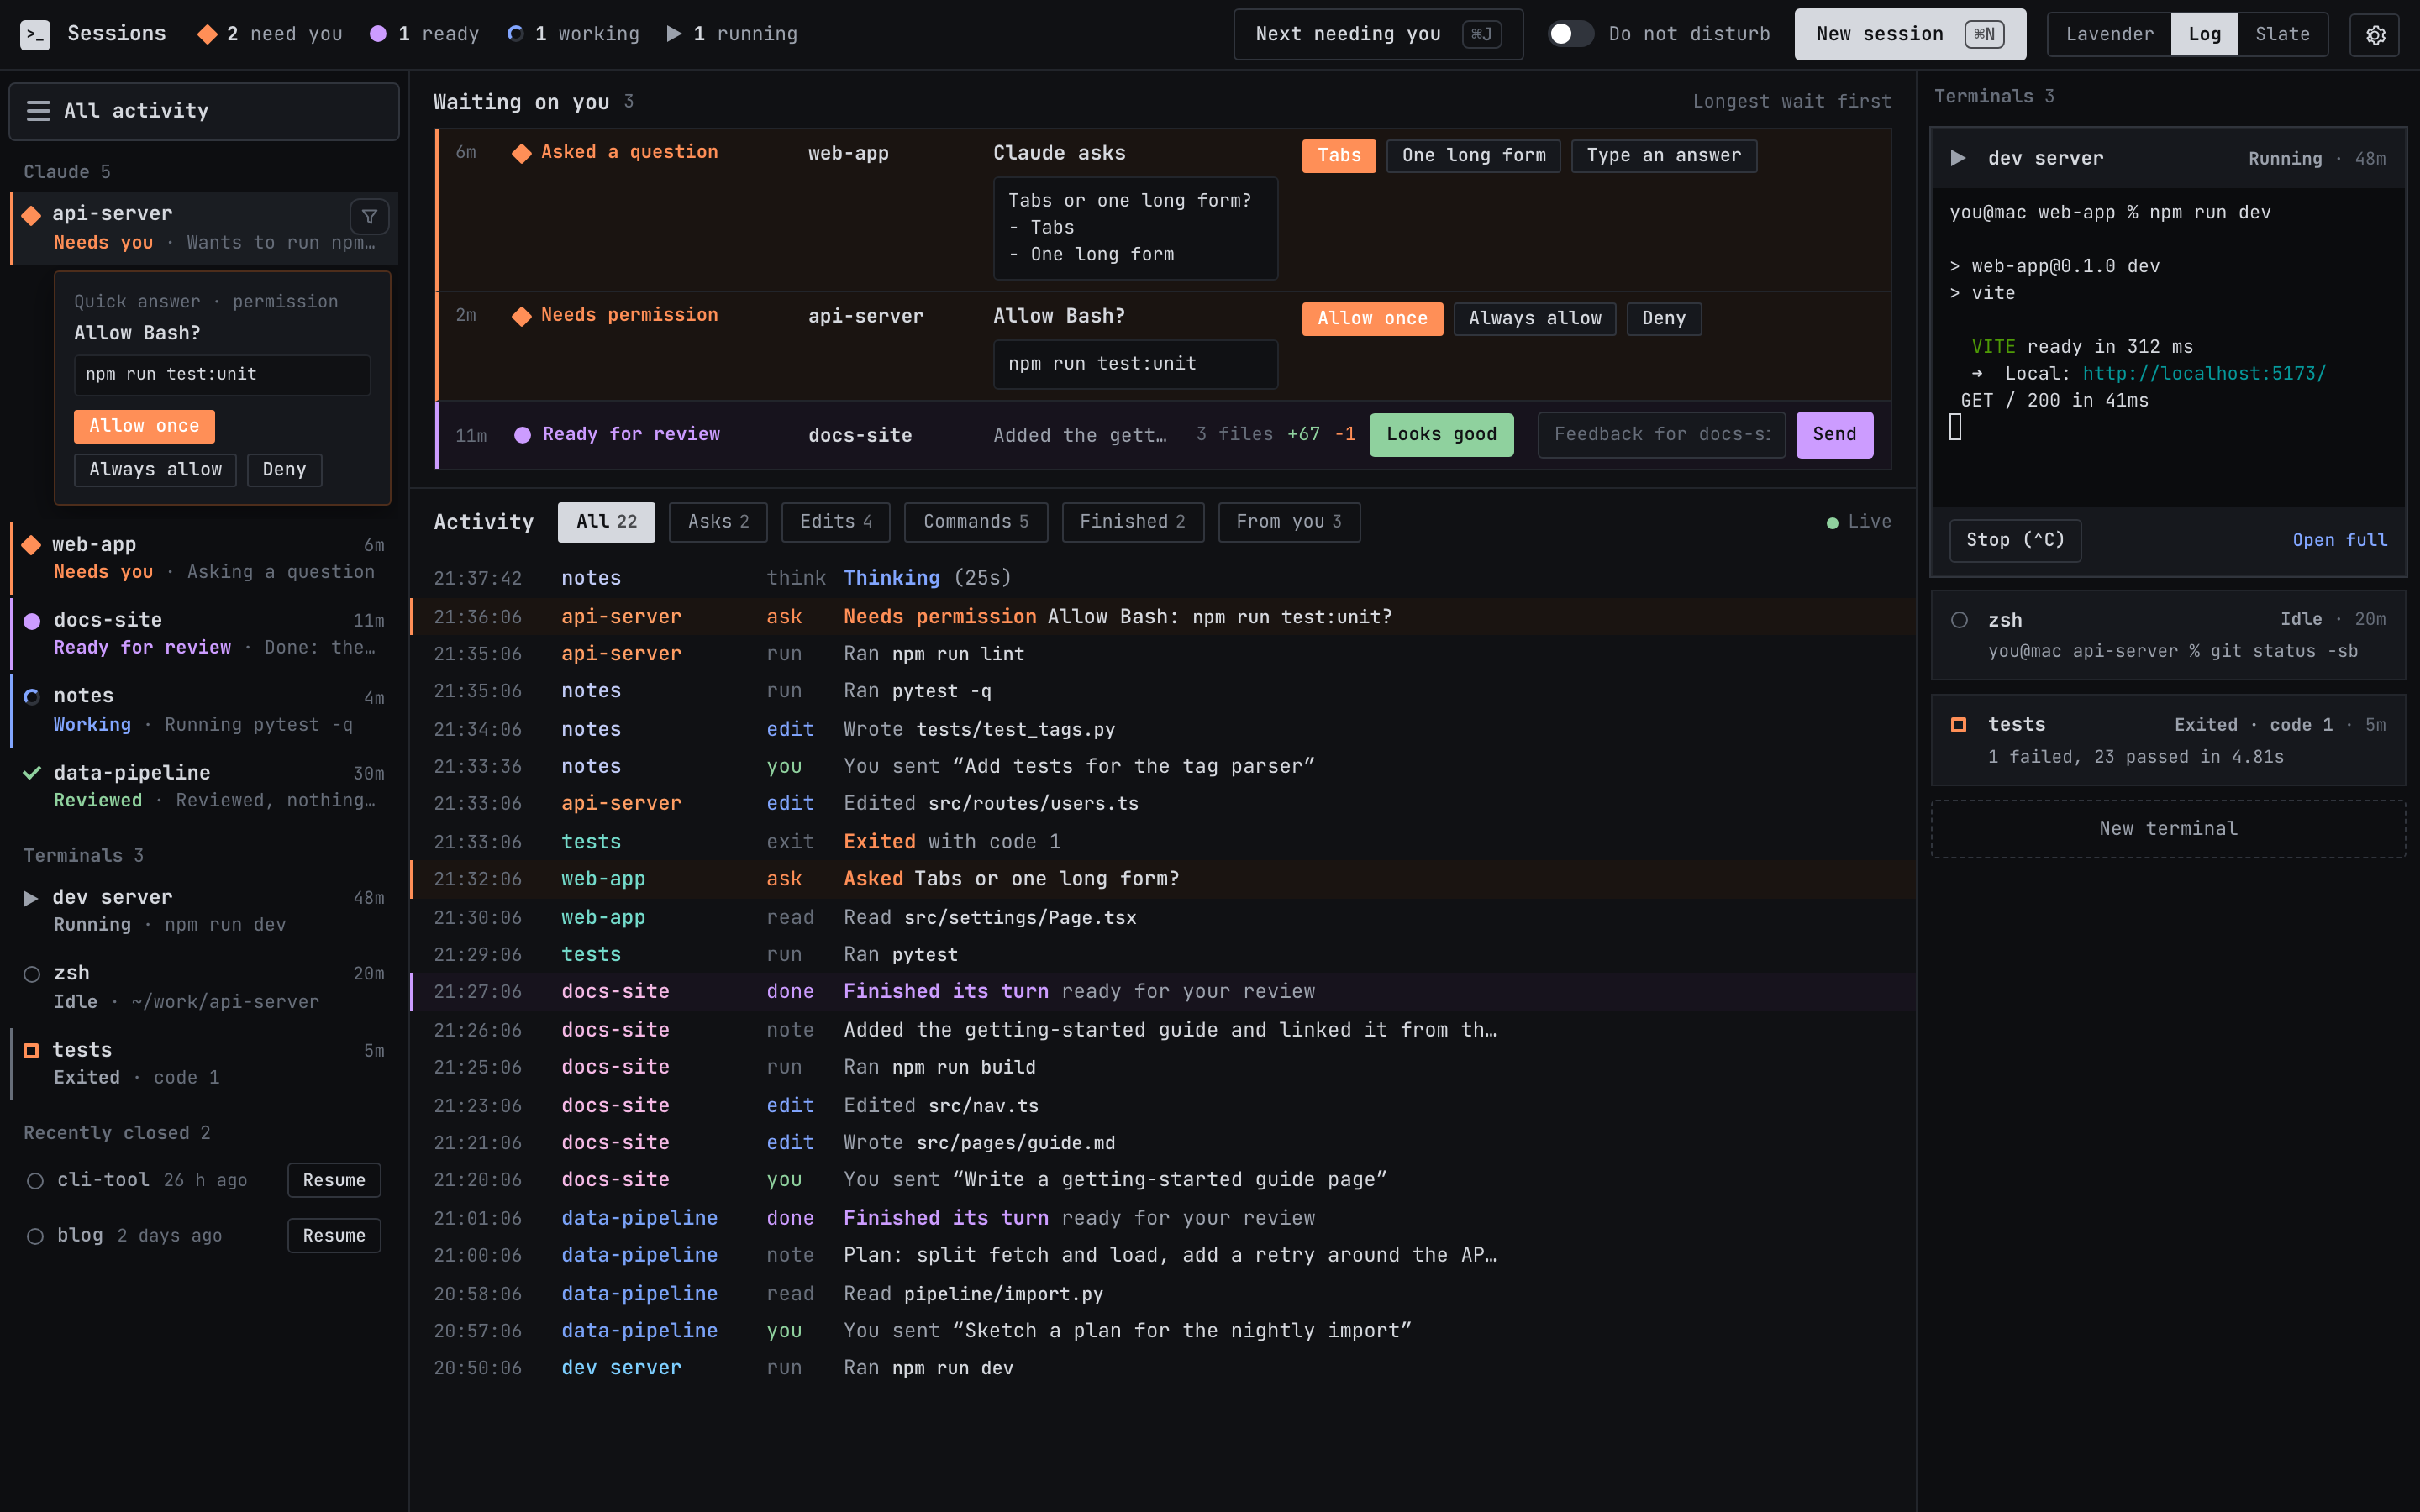 >_ Sessions 2 need you 1 ready 1 working 1 running Next needing you ⌘J Do not disturb New session ⌘N Lavender Log Slate
All activity
Claude 5
api-server
Needs you · Wants to run npm…
Quick answer · permission
Allow Bash?
npm run test:unit
Allow once
Always allow Deny
web-app 6m
Needs you · Asking a question
docs-site 11m
Ready for review · Done: the…
notes 4m
Working · Running pytest -q
data-pipeline 30m
Reviewed · Reviewed, nothing…
Terminals 3
dev server 48m
Running · npm run dev
zsh 20m
Idle · ~/work/api-server
tests 5m
Exited · code 1
Recently closed 2
cli-tool 26 h ago Resume
blog 2 days ago Resume
Waiting on you 3 Longest wait first
6m Asked a question web-app Claude asks Tabs One long form Type an answer
Tabs or one long form?
- Tabs
- One long form
2m Needs permission api-server Allow Bash? Allow once Always allow Deny
npm run test:unit
11m Ready for review docs-site Added the gett… 3 files +67 -1 Looks good Feedback for docs-s Send
Activity All 22 Asks 2 Edits 4 Commands 5 Finished 2 From you 3 Live
21:37:42 notes think Thinking (25s)
21:36:06 api-server ask Needs permission Allow Bash: npm run test:unit?
21:35:06 api-server run Ran npm run lint
21:35:06 notes run Ran pytest -q
21:34:06 notes edit Wrote tests/test_tags.py
21:33:36 notes you You sent “Add tests for the tag parser”
21:33:06 api-server edit Edited src/routes/users.ts
21:33:06 tests exit Exited with code 1
21:32:06 web-app ask Asked Tabs or one long form?
21:30:06 web-app read Read src/settings/Page.tsx
21:29:06 tests run Ran pytest
21:27:06 docs-site done Finished its turn ready for your review
21:26:06 docs-site note Added the getting-started guide and linked it from th…
21:25:06 docs-site run Ran npm run build
21:23:06 docs-site edit Edited src/nav.ts
21:21:06 docs-site edit Wrote src/pages/guide.md
21:20:06 docs-site you You sent “Write a getting-started guide page”
21:01:06 data-pipeline done Finished its turn ready for your review
21:00:06 data-pipeline note Plan: split fetch and load, add a retry around the AP…
20:58:06 data-pipeline read Read pipeline/import.py
20:57:06 data-pipeline you You sent “Sketch a plan for the nightly import”
20:50:06 dev server run Ran npm run dev
Terminals 3
dev server Running · 48m
you@mac web-app % npm run dev
> web-app@0.1.0 dev
> vite
VITE ready in 312 ms
➜ Local: http://localhost:5173/
GET / 200 in 41ms
Stop (^C) Open full
zsh Idle · 20m
you@mac api-server % git status -sb
tests Exited · code 1 · 5m
1 failed, 23 passed in 4.81s
New terminal